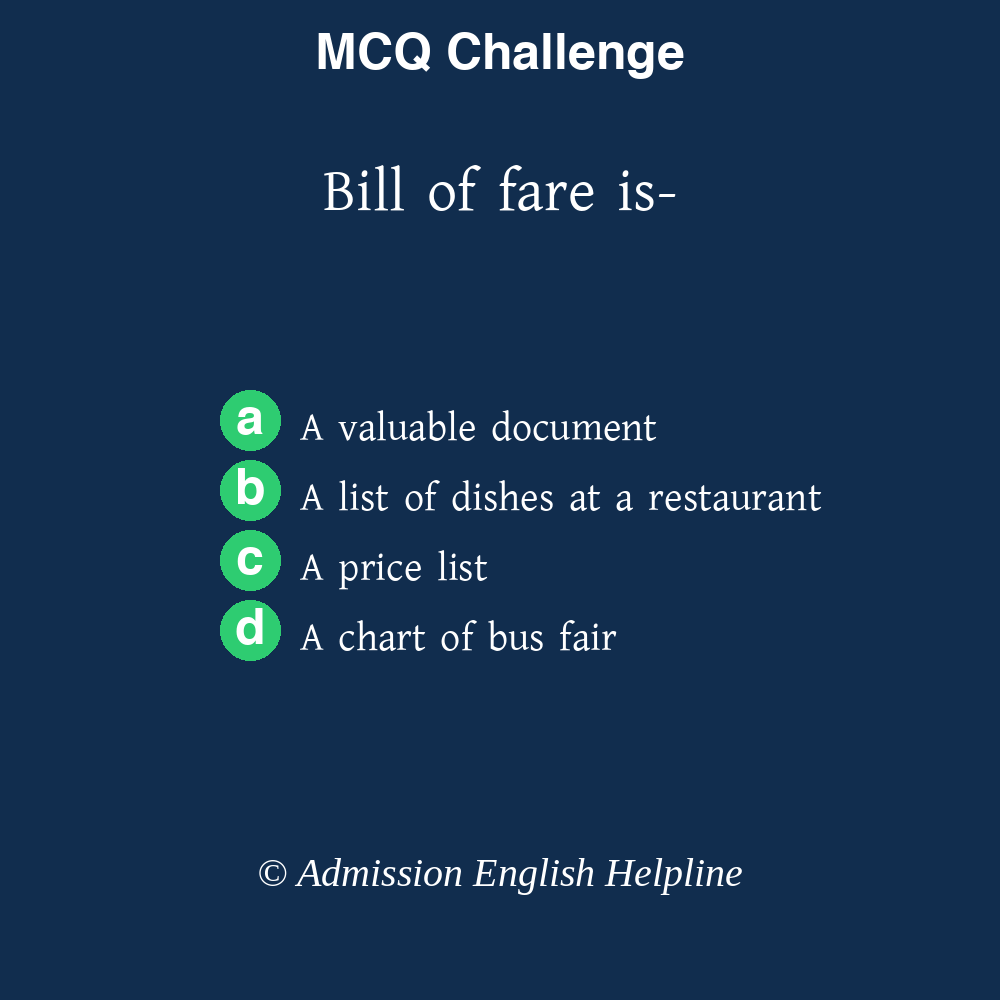 MCQ Challenge
Bill of fare is-
a A valuable document
b A list of dishes at a restaurant
c A price list
d A chart of bus fair
© Admission English Helpline